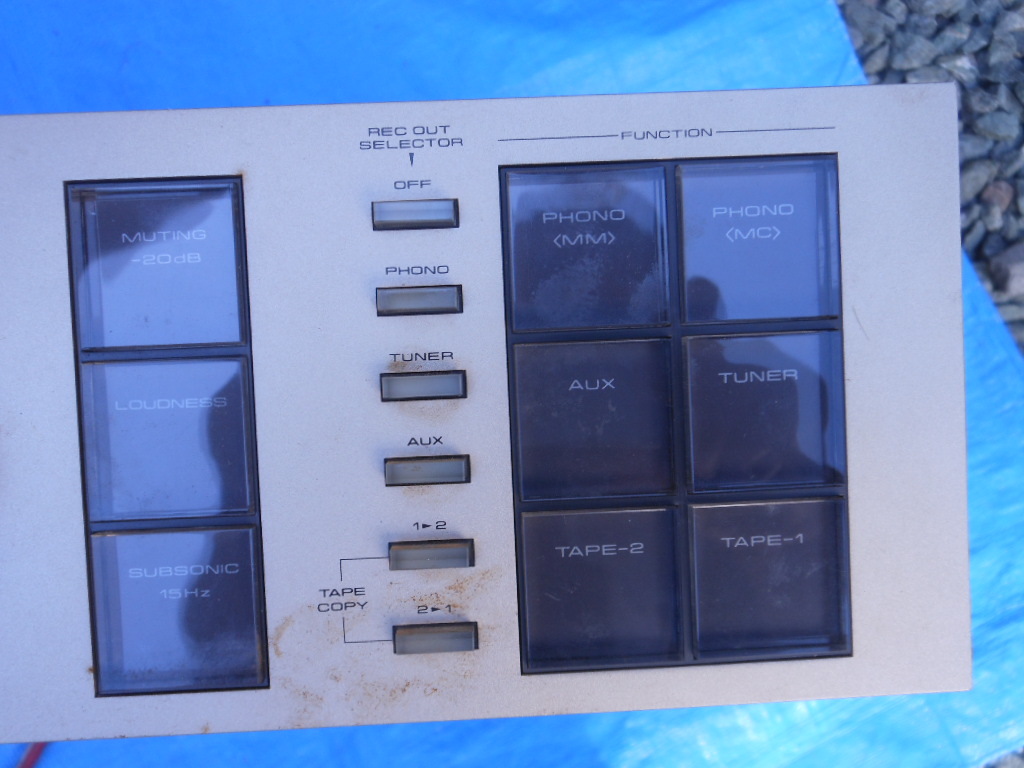 MUTING
-20dB
LOUDNESS
SUBSONIC
15Hz
REC OUT
SELECTOR
OFF
PHONO
TUNER
AUX
1►2
TAPE
COPY
2►1
FUNCTION
PHONO
<MM>
PHONO
<MC>
AUX
TUNER
TAPE-2
TAPE-1